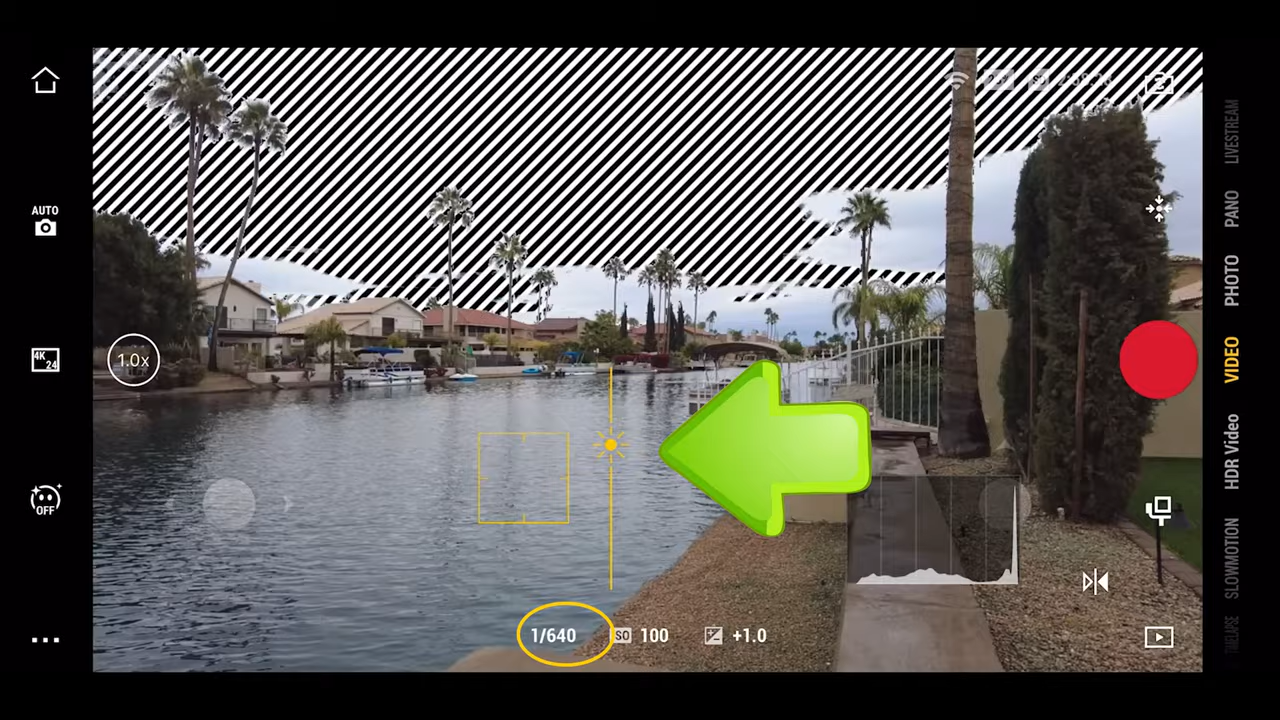 AUTO
4K
24
1.0x
OFF
1/640
ISO 100
+1.0
LIVESTREAM
PANO
PHOTO
VIDEO
HDR Video
SLOWMOTION
TIMELAPSE